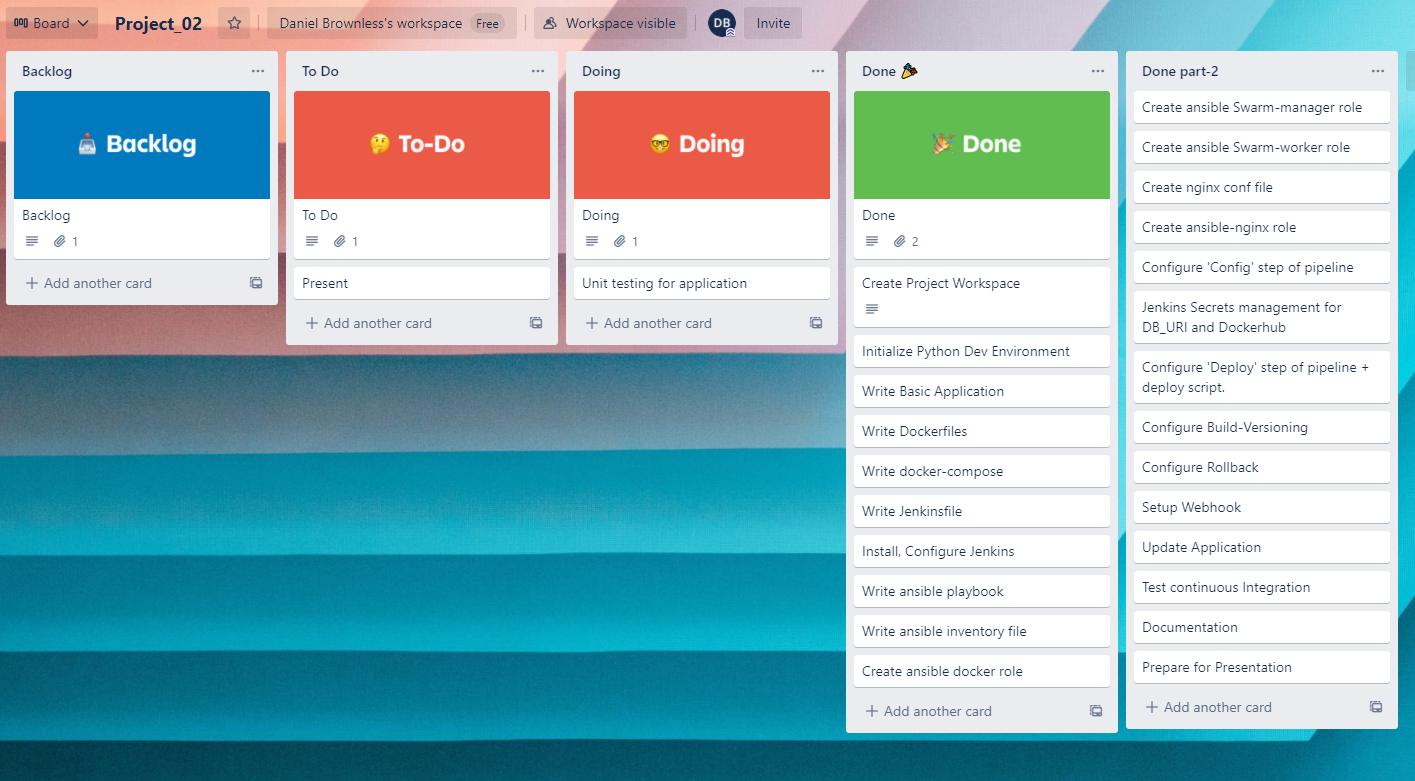 Board
Project_02
Daniel Brownless's workspace Free
Workspace visible
DB
Invite
Backlog
Backlog
Backlog
1
Add another card
To Do
To-Do
To Do
1
Present
Add another card
Doing
Doing
Doing
1
Unit testing for application
Add another card
Done
Done
Done
2
Create Project Workspace
Initialize Python Dev Environment
Write Basic Application
Write Dockerfiles
Write docker-compose
Write Jenkinsfile
Install, Configure Jenkins
Write ansible playbook
Write ansible inventory file
Create ansible docker role
Add another card
Done part-2
Create ansible Swarm-manager role
Create ansible Swarm-worker role
Create nginx conf file
Create ansible-nginx role
Configure 'Config' step of pipeline
Jenkins Secrets management for
DB_URI and Dockerhub
Configure 'Deploy' step of pipeline +
deploy script.
Configure Build-Versioning
Configure Rollback
Setup Webhook
Update Application
Test continuous Integration
Documentation
Prepare for Presentation
Add another card